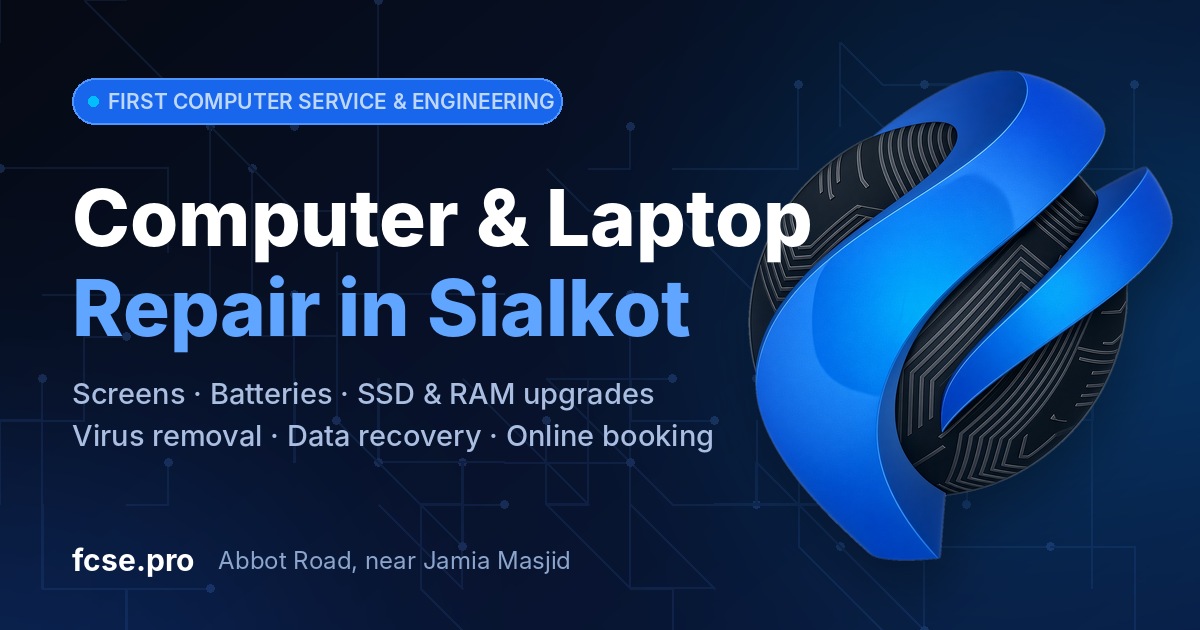 FIRST COMPUTER SERVICE & ENGINEERING
Computer & Laptop
Repair in Sialkot
Screens · Batteries · SSD & RAM upgrades
Virus removal · Data recovery · Online booking
fcse.pro Abbot Road, near Jamia Masjid